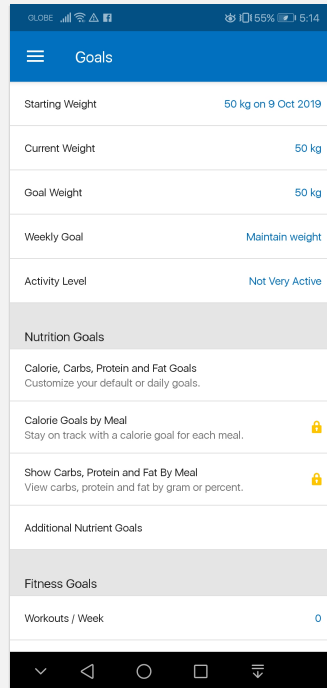 GLOBE 55% 5:14
Goals
Starting Weight 50 kg on 9 Oct 2019
Current Weight 50 kg
Goal Weight 50 kg
Weekly Goal Maintain weight
Activity Level Not Very Active
Nutrition Goals
Calorie, Carbs, Protein and Fat Goals
Customize your default or daily goals.
Calorie Goals by Meal
Stay on track with a calorie goal for each meal.
Show Carbs, Protein and Fat By Meal
View carbs, protein and fat by gram or percent.
Additional Nutrient Goals
Fitness Goals
Workouts / Week 0